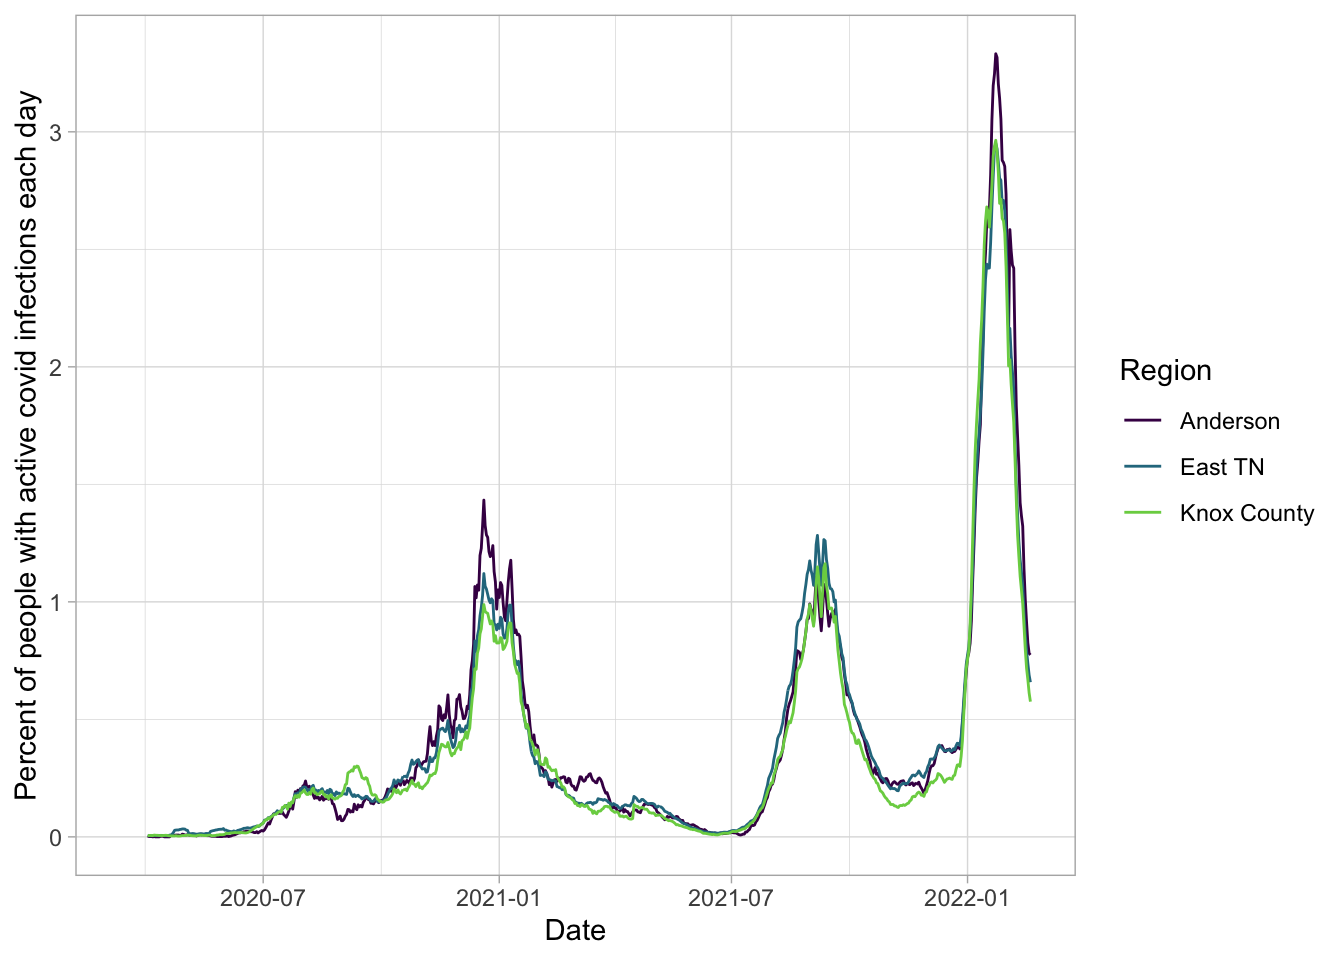 Percent of people with active covid infections each day
3
2
1
0
2020-07
2021-01
2021-07
2022-01
Date
Region
Anderson
East TN
Knox County